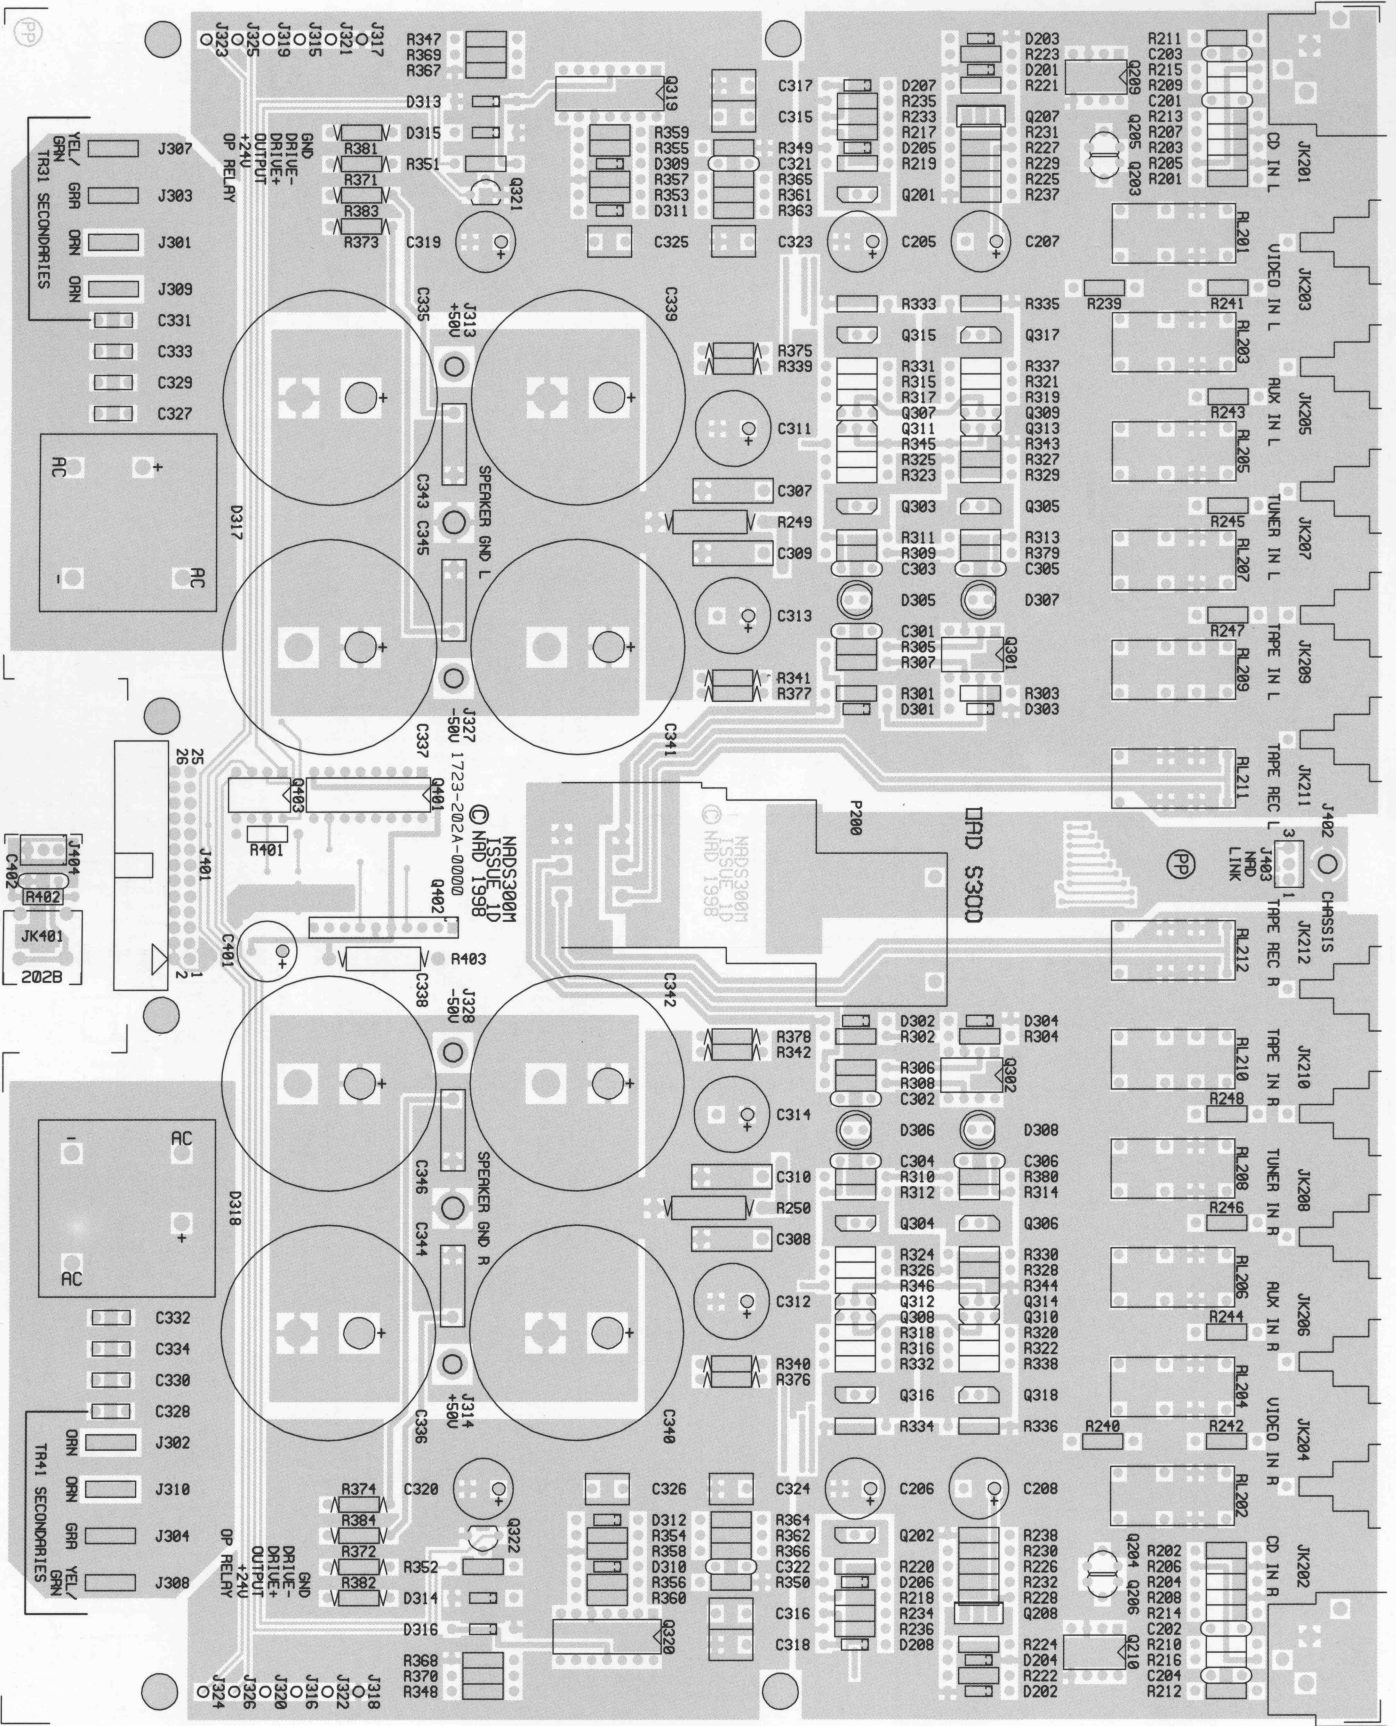 PP
J323
J325
J319
J315
J321
J317
R347
R369
R367
D313
D315
R351
R381
R371
R383
R373
Q321
C319
GND
DRIVE-
DRIVE+
OUTPUT
+24V
OP RELAY
YEL/
GRN
GRA
ORN
ORN
TR31 SECONDARIES
J307
J303
J301
J309
C331
C333
C329
C327
AC
+
-
AC
D317
Q319
R359
R355
D309
R357
R353
D311
C325
C317
C315
R349
C321
R365
R361
R363
C323
D207
R235
R233
R217
D205
R219
Q201
C205
D203
R223
D201
R221
Q207
R231
R227
R229
R225
R237
C207
Q209
Q205
Q203
R211
C203
R215
R209
C201
R213
R207
R203
R205
R201
CD IN L
JK201
RL201
R239
R241
VIDEO IN L
JK203
RL203
R243
AUX IN L
JK205
RL205
R245
TUNER IN L
JK207
RL207
R247
TAPE IN L
JK209
RL209
TAPE REC L
JK211
RL211
C335
J313
+50V
C339
R375
R339
C311
C307
R249
C309
C313
R341
R377
C343
C345
SPEAKER GND L
C337
J327
-50V
C341
R333
R335
Q315
Q317
R331
R337
R315
R321
R317
R319
Q307
Q309
Q311
Q313
R345
R343
R325
R327
R323
R329
Q303
Q305
R311
R313
R309
R379
C303
C305
D305
D307
C301
R305
R307
Q301
R301
R303
D301
D303
25
26
J401
1
2
Q403
Q401
R401
Q402
C401
R403
1723-202A-0000
© NAD 1998
ISSUE 1D
NADS300M
NADS300M
ISSUE 1D
© NAD 1998
P200
NAD S300
PP
J402
CHASSIS
3
1
J403
NAD
LINK
J404
C402
R402
JK401
202B
TAPE REC R
JK212
RL212
TAPE IN R
JK210
RL210
R248
TUNER IN R
JK208
RL208
R246
AUX IN R
JK206
RL206
R244
VIDEO IN R
JK204
RL204
R240
R242
CD IN R
JK202
RL202
C338
J328
-50V
C342
R378
R342
C314
C310
R250
C308
C312
R340
R376
C346
C344
SPEAKER GND R
C336
J314
+50V
C340
D302
D304
R302
R304
R306
R308
Q302
C302
D306
D308
C304
C306
R310
R380
R312
R314
Q304
Q306
R324
R330
R326
R328
R346
R344
Q312
Q314
Q308
Q310
R318
R320
R316
R322
R332
R338
Q316
Q318
R334
R336
-
AC
+
AC
D318
C332
C334
C330
C328
J302
J310
J304
J308
ORN
ORN
GRA
YEL/
GRN
TR41 SECONDARIES
GND
DRIVE-
DRIVE+
OUTPUT
+24V
OP RELAY
R374
R384
R372
R382
C320
Q322
R352
D314
D316
R368
R370
R348
J324
J326
J320
J316
J322
J318
C326
D312
R354
R358
D310
R356
R360
Q320
C324
R364
R362
R366
C322
R350
C316
C318
C206
Q202
R220
D206
R218
R234
R236
D208
C208
R238
R230
R226
R232
R228
Q208
R224
D204
R222
D202
Q204
Q206
Q210
R202
R206
R204
R208
R214
C202
R210
R216
C204
R212